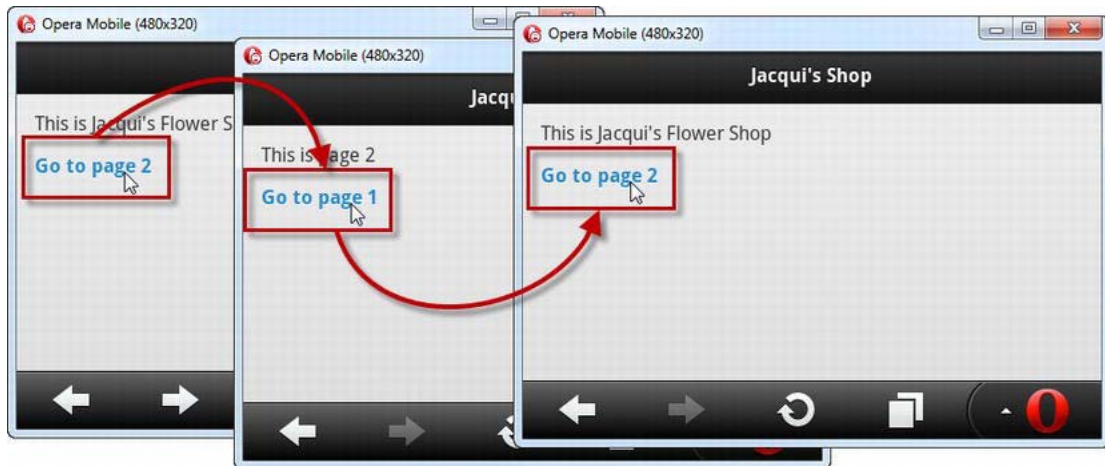 Opera Mobile (480x320)
This is Jacqui's Flower S
Go to page 2
Opera Mobile (480x320)
Jacqu
This is page 2
Go to page 1
Opera Mobile (480x320)
Jacqui's Shop
This is Jacqui's Flower Shop
Go to page 2